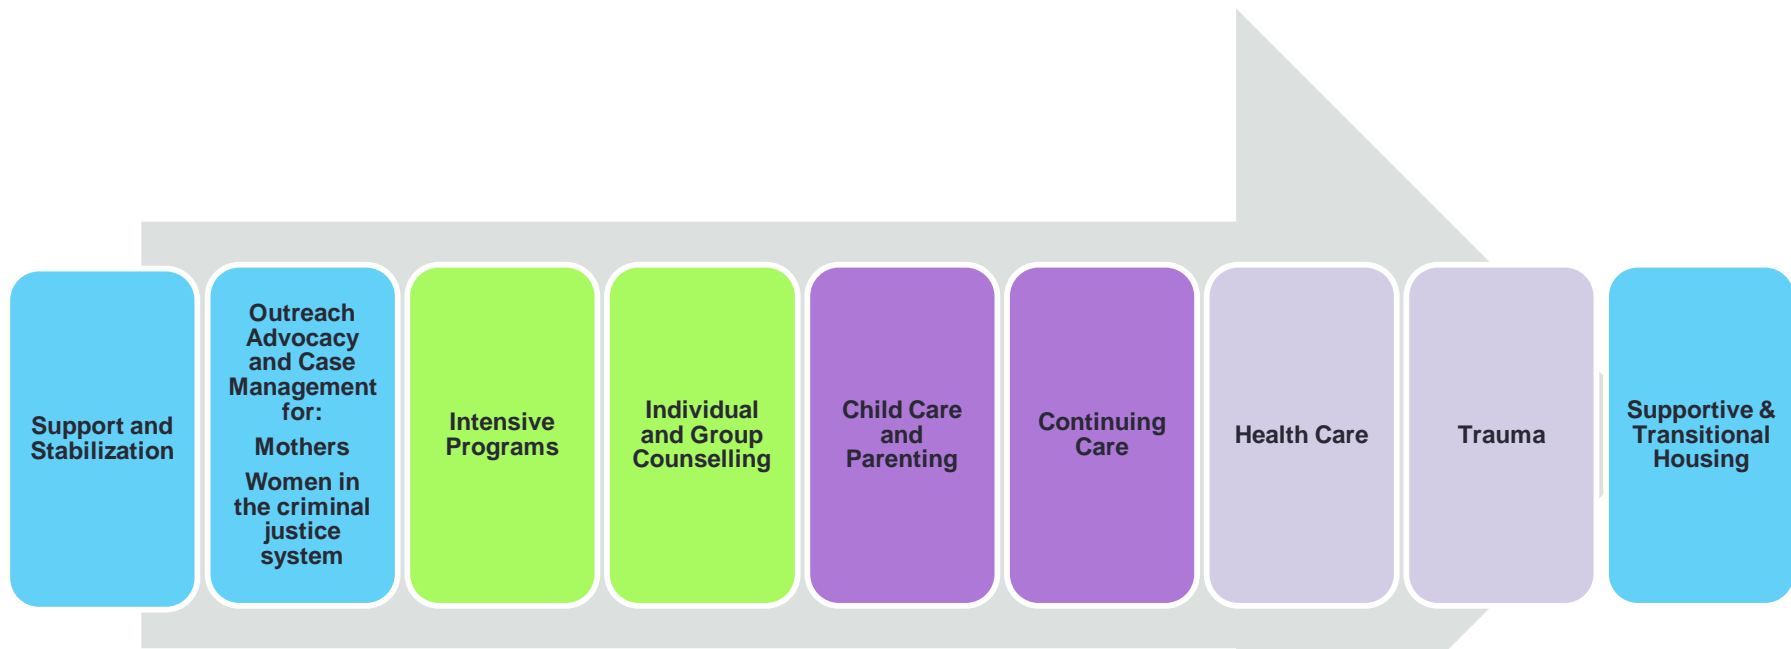 Support and
Stabilization
Outreach
Advocacy
and Case
Management
for:
Mothers
Women in
the criminal
justice
system
Intensive
Programs
Individual
and Group
Counselling
Child Care
and
Parenting
Continuing
Care
Health Care
Trauma
Supportive &
Transitional
Housing